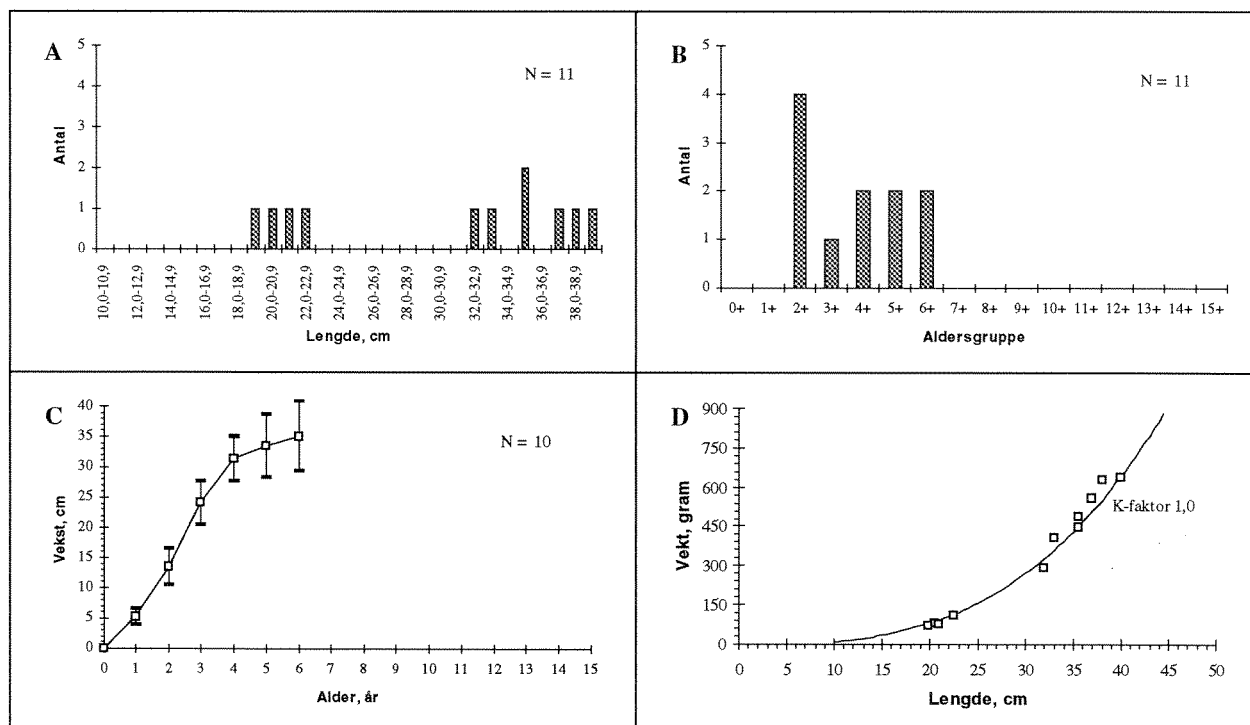 A
N = 11
Antal
5
4
3
2
1
0
10,0-10,9
12,0-12,9
14,0-14,9
16,0-16,9
18,0-18,9
20,0-20,9
22,0-22,9
24,0-24,9
26,0-26,9
28,0-28,9
30,0-30,9
32,0-32,9
34,0-34,9
36,0-36,9
38,0-38,9
Lengde, cm
B
N = 11
Antal
5
4
3
2
1
0
0+ 1+ 2+ 3+ 4+ 5+ 6+ 7+ 8+ 9+ 10+ 11+ 12+ 13+ 14+ 15+
Aldersgruppe
C
N = 10
Vekst, cm
40
35
30
25
20
15
10
5
0
0 1 2 3 4 5 6 7 8 9 10 11 12 13 14 15
Alder, år
D
Vekt, gram
900
750
600
450
300
150
0
K-faktor 1,0
0 5 10 15 20 25 30 35 40 45 50
Lengde, cm